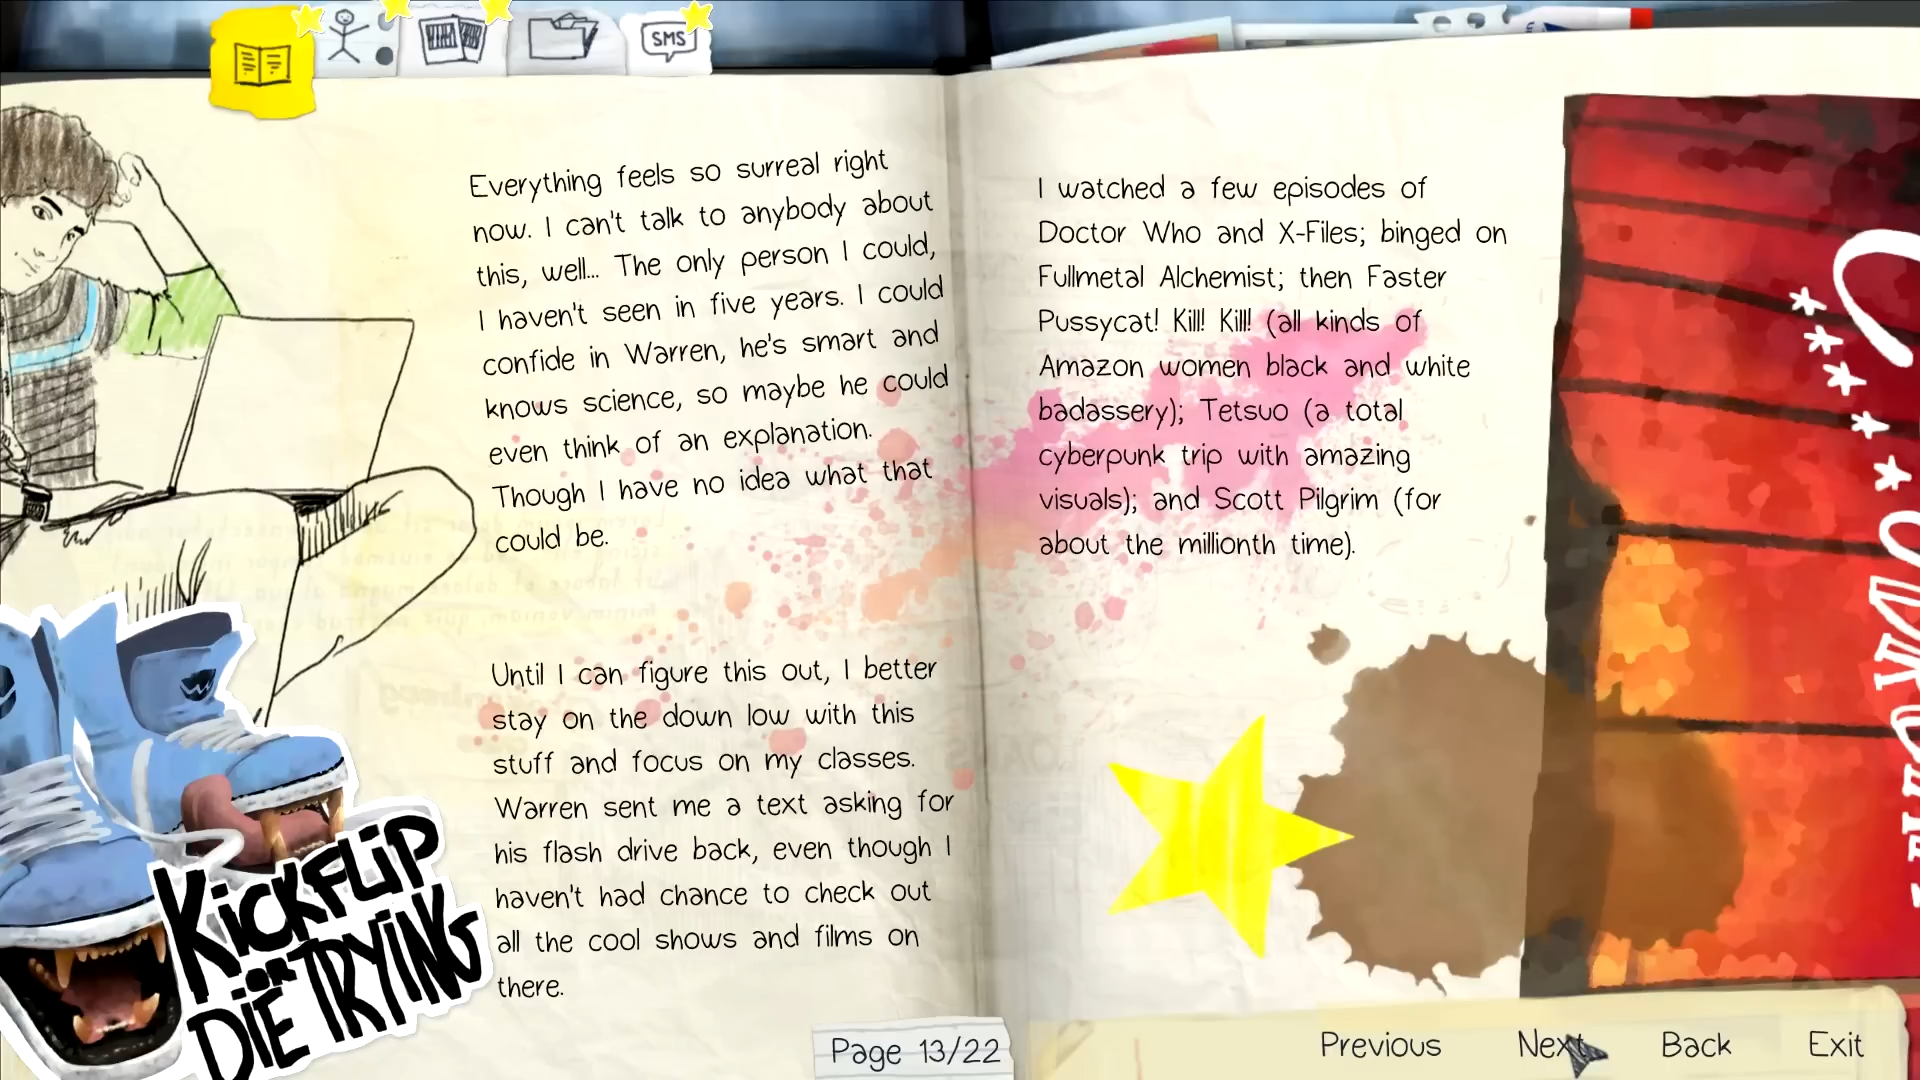 SMS
Everything feels so surreal right
now. I can't talk to anybody about
this, well... The only person I could,
I haven't seen in five years. I could
confide in Warren, he's smart and
knows science, so maybe he could
even think of an explanation.
Though I have no idea what that
could be.
Until I can figure this out, I better
stay on the down low with this
stuff and focus on my classes.
Warren sent me a text asking for
his flash drive back, even though I
haven't had chance to check out
all the cool shows and films on
there.
KiCKFLiP
OR
DiE TRYiNG
I watched a few episodes of
Doctor Who and X-Files; binged on
Fullmetal Alchemist; then Faster
Pussycat! Kill! Kill! (all kinds of
Amazon women black and white
badassery); Tetsuo (a total
cyberpunk trip with amazing
visuals); and Scott Pilgrim (for
about the millionth time).
Page 13/22
Previous Next Back Exit